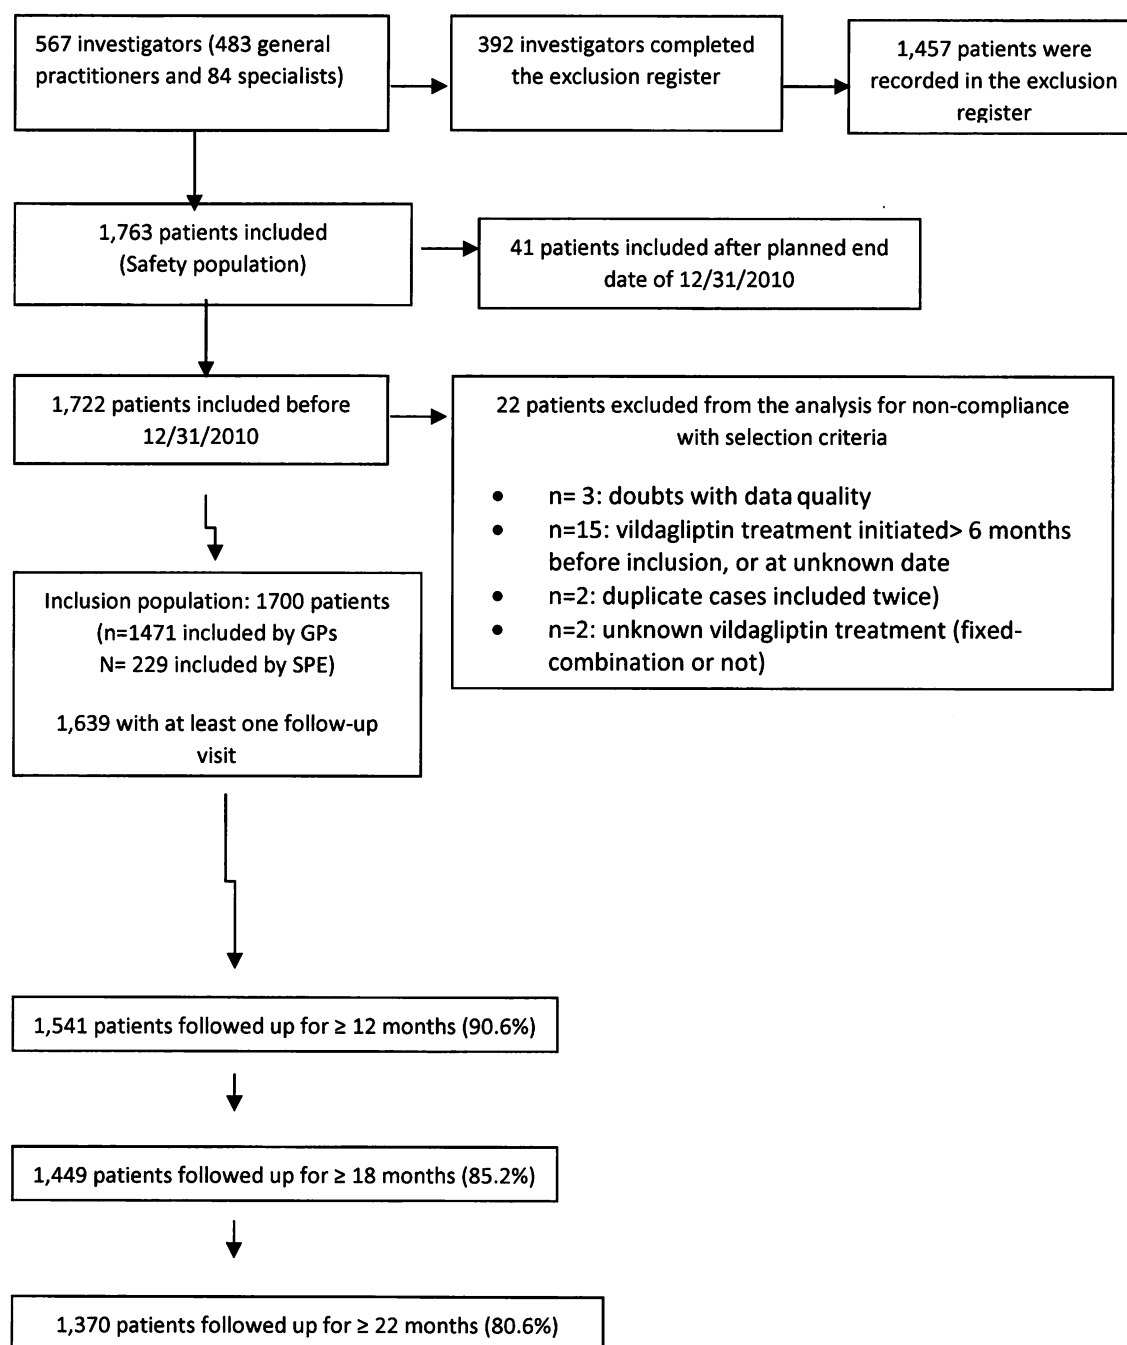 567 investigators (483 general
practitioners and 84 specialists)
392 investigators completed
the exclusion register
1,457 patients were
recorded in the exclusion
register
1,763 patients included
(Safety population)
41 patients included after planned end
date of 12/31/2010
1,722 patients included before
12/31/2010
22 patients excluded from the analysis for non-compliance
with selection criteria
• n= 3: doubts with data quality
• n=15: vildagliptin treatment initiated> 6 months
before inclusion, or at unknown date
• n=2: duplicate cases included twice)
• n=2: unknown vildagliptin treatment (fixed-
combination or not)
Inclusion population: 1700 patients
(n=1471 included by GPs
N= 229 included by SPE)
1,639 with at least one follow-up
visit
1,541 patients followed up for ≥ 12 months (90.6%)
1,449 patients followed up for ≥ 18 months (85.2%)
1,370 patients followed up for ≥ 22 months (80.6%)